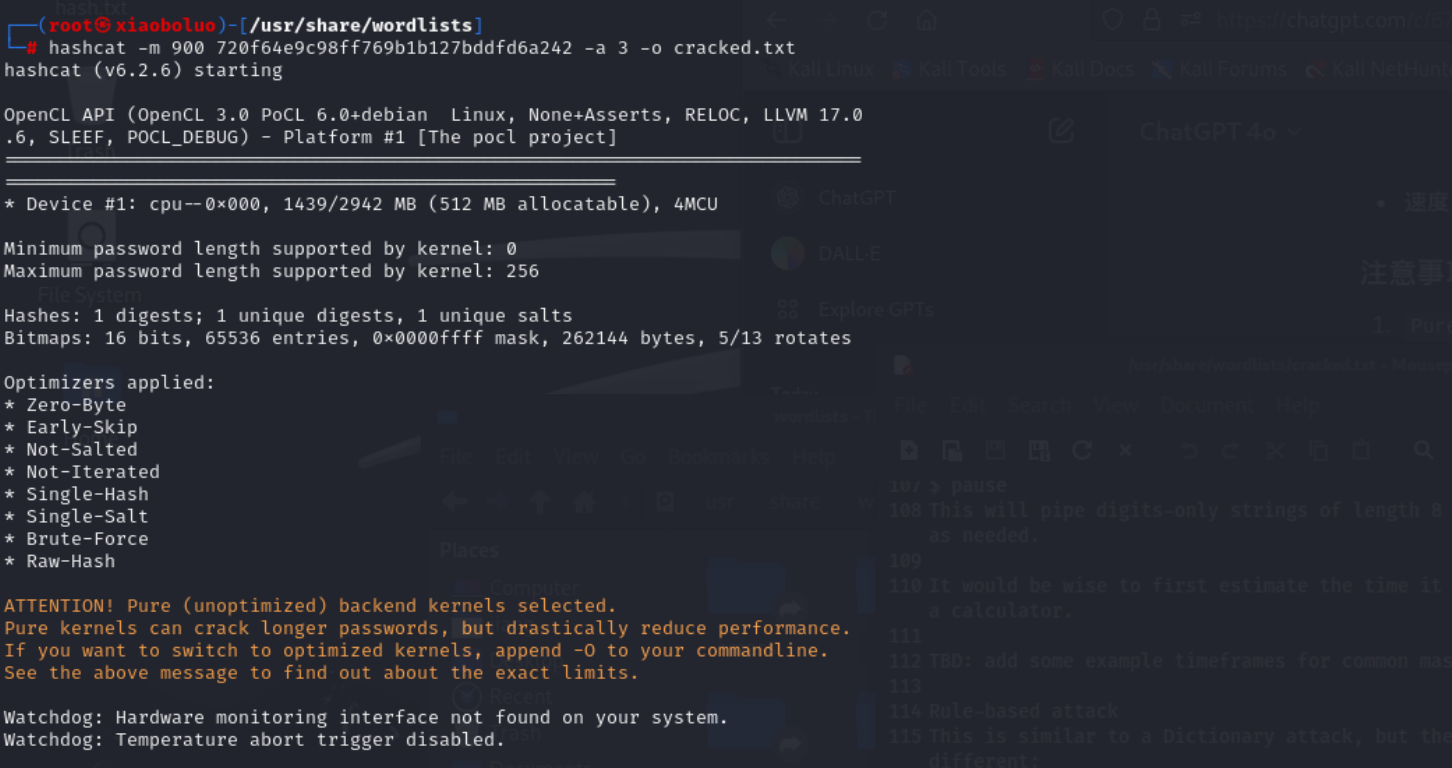 ┌──(root㉿xiaoboluo)-[/usr/share/wordlists]
└─# hashcat -m 900 720f64e9c98ff769b1b127bddfd6a242 -a 3 -o cracked.txt
hashcat (v6.2.6) starting
OpenCL API (OpenCL 3.0 PoCL 6.0+debian  Linux, None+Asserts, RELOC, LLVM 17.0
.6, SLEEF, POCL_DEBUG) - Platform #1 [The pocl project]
* Device #1: cpu--0x000, 1439/2942 MB (512 MB allocatable), 4MCU
Minimum password length supported by kernel: 0
Maximum password length supported by kernel: 256
Hashes: 1 digests; 1 unique digests, 1 unique salts
Bitmaps: 16 bits, 65536 entries, 0x0000ffff mask, 262144 bytes, 5/13 rotates
Optimizers applied:
* Zero-Byte
* Early-Skip
* Not-Salted
* Not-Iterated
* Single-Hash
* Single-Salt
* Brute-Force
* Raw-Hash
ATTENTION! Pure (unoptimized) backend kernels selected.
Pure kernels can crack longer passwords, but drastically reduce performance.
If you want to switch to optimized kernels, append -O to your commandline.
See the above message to find out about the exact limits.
Watchdog: Hardware monitoring interface not found on your system.
Watchdog: Temperature abort trigger disabled.
hash.txt
Trash
File System
https://chatgpt.com/c/6
Kali Linux
Kali Tools
Kali Docs
Kali Forums
Kali NetHunt
ChatGPT 4o
ChatGPT
DALL·E
Explore GPTs
速度
注意事
1. Pur
/usr/share/wordlists/cracked.txt - Mousep
File Edit Search View Document Help
wordlists - T
File Edit View Go Bookmarks Help
usr share w
Places
Computer
Recent
Trash
Documents
107 $ pause
108 This will pipe digits-only strings of length 8
as needed.
109
110 It would be wise to first estimate the time it
a calculator.
111
112 TBD: add some example timeframes for common mas
113
114 Rule-based attack
115 This is similar to a Dictionary attack, but the
different: